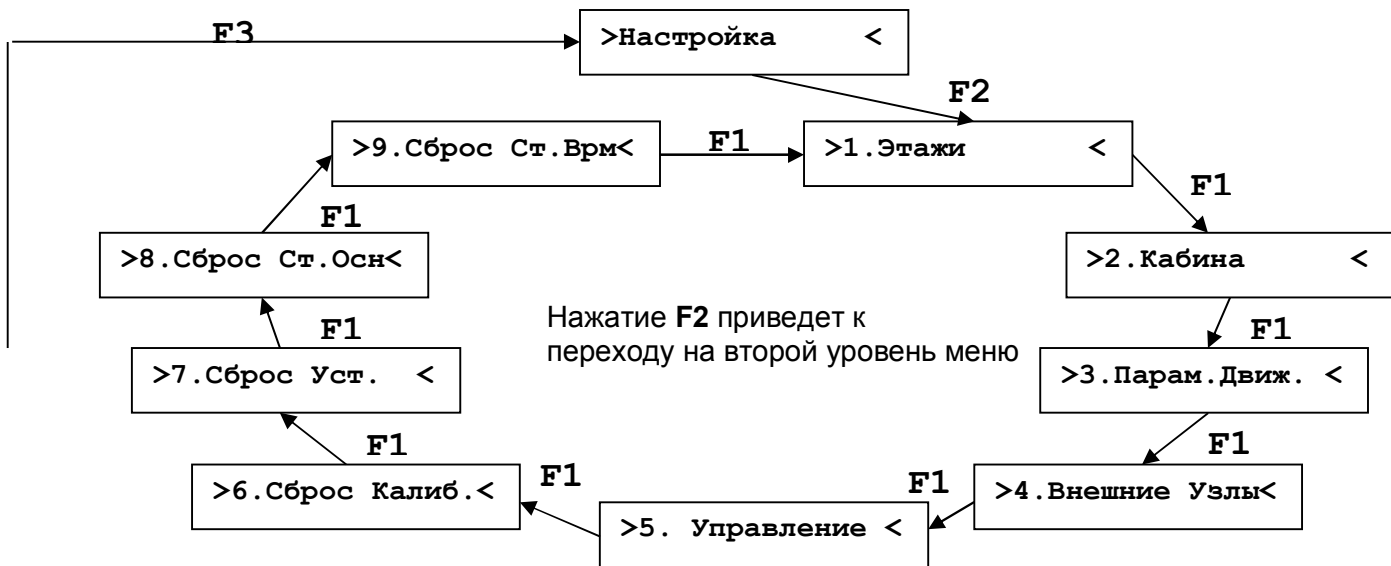 F3
>Настройка <
F2
>9.Сброс Ст.Врм<
F1
>1.Этажи <
F1
F1
>8.Сброс Ст.Осн<
>2.Кабина <
Нажатие F2 приведет к
переходу на второй уровень меню
F1
F1
>7.Сброс Уст. <
>3.Парам.Движ. <
F1
F1
>6.Сброс Калиб.<
F1
F1
>4.Внешние Узлы<
>5. Управление <